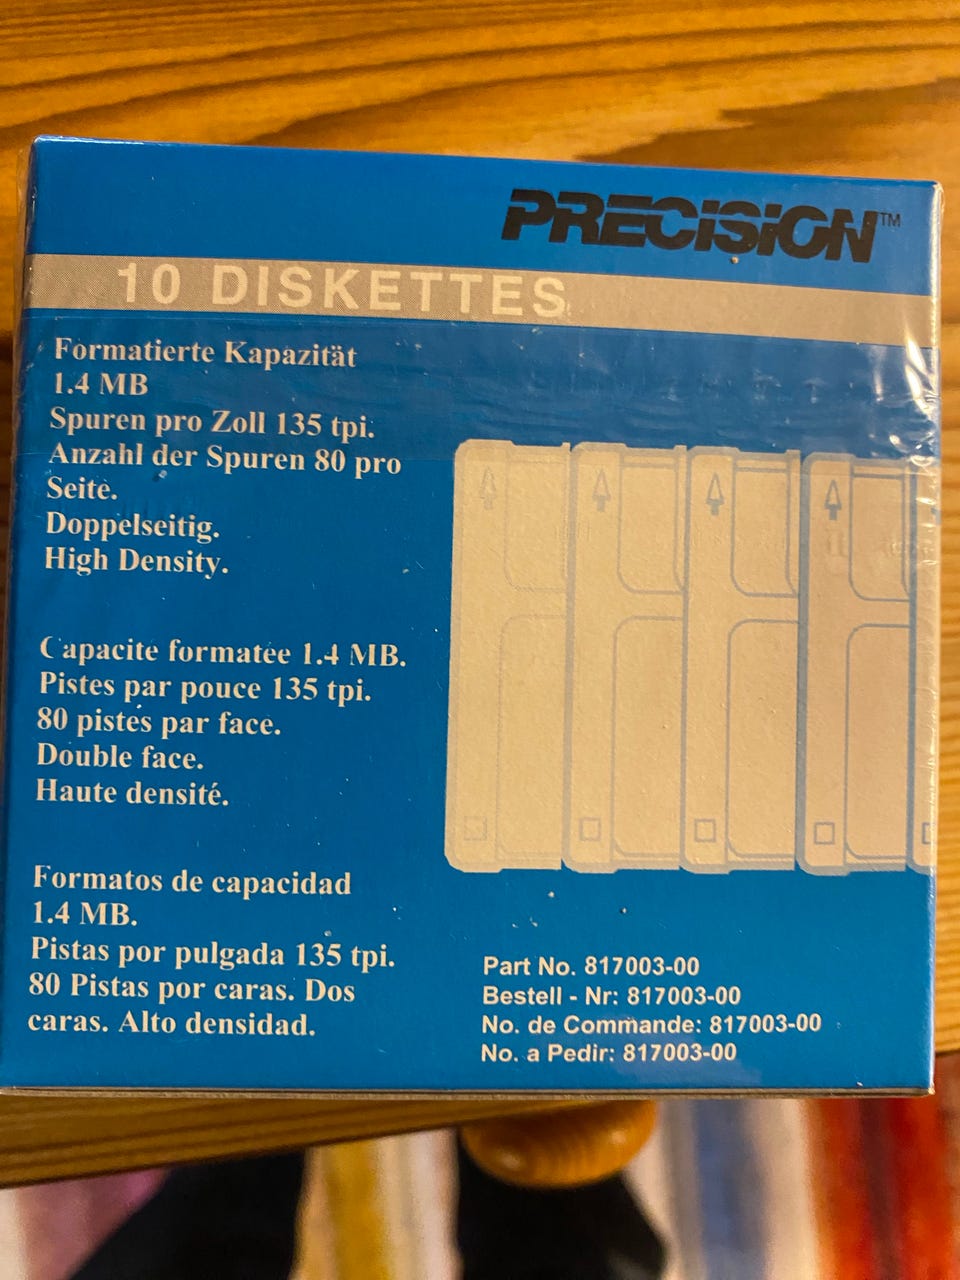 PRECISION™
10 DISKETTES
Formatierte Kapazität
1.4 MB
Spuren pro Zoll 135 tpi.
Anzahl der Spuren 80 pro
Seite.
Doppelseitig.
High Density.
Capacite formatée 1.4 MB.
Pistes par pouce 135 tpi.
80 pistes par face.
Double face.
Haute densité.
Formatos de capacidad
1.4 MB.
Pistas por pulgada 135 tpi.
80 Pistas por caras. Dos
caras. Alto densidad.
Part No. 817003-00
Bestell - Nr: 817003-00
No. de Commande: 817003-00
No. a Pedir: 817003-00